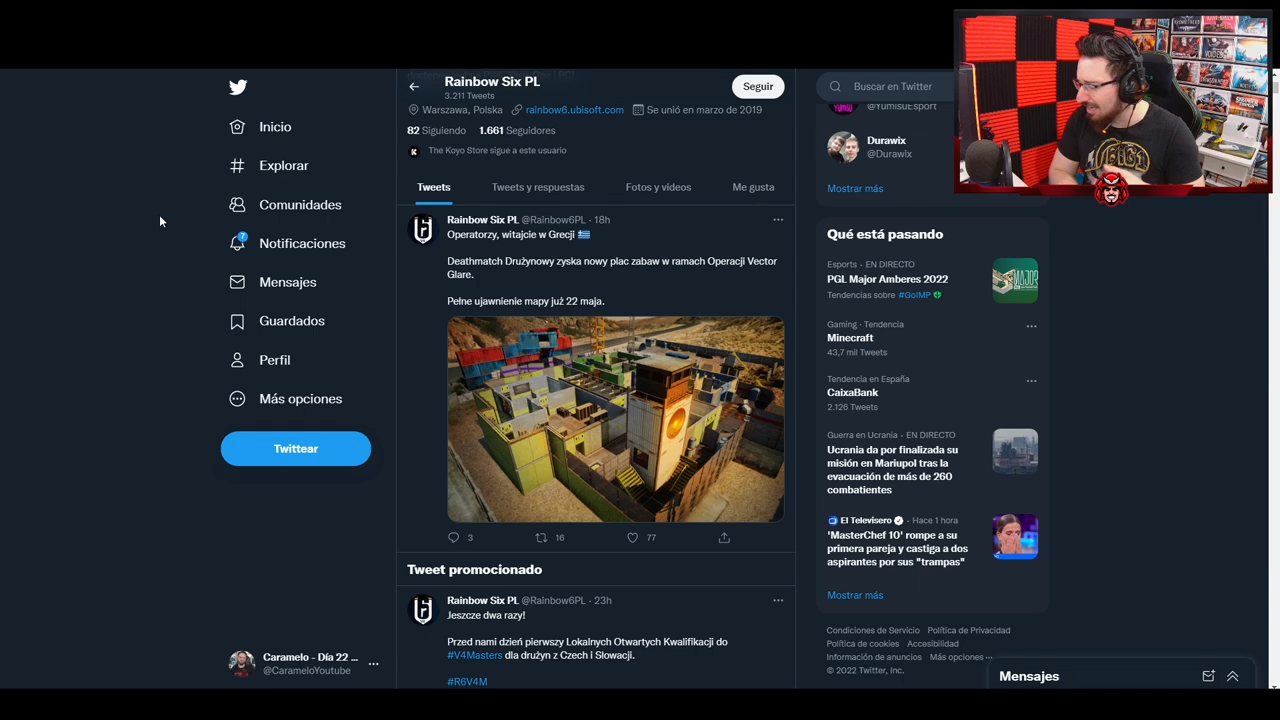 Inicio
Explorar
Comunidades
7
Notificaciones
Mensajes
Guardados
Perfil
Más opciones
Twittear
Caramelo - Día 22 ...
@CarameloYoutube
Rainbow Six PL
3.211 Tweets
Seguir
Warszawa, Polska rainbow6.ubisoft.com Se unió en marzo de 2019
82 Siguiendo 1.661 Seguidores
The Koyo Store sigue a este usuario
Tweets Tweets y respuestas Fotos y videos Me gusta
Rainbow Six PL @Rainbow6PL · 18h
Operatorzy, witajcie w Grecji 🇬🇷
Deathmatch Drużynowy zyska nowy plac zabaw w ramach Operacji Vector
Glare.
Pełne ujawnienie mapy już 22 maja.
3 16 77
Tweet promocionado
Rainbow Six PL @Rainbow6PL · 23h
Jeszcze dwa razy!
Przed nami dzień pierwszy Lokalnych Otwartych Kwalifikacji do
#V4Masters dla drużyn z Czech i Słowacji.
#R6V4M
Buscar en Twitter
@YumisuEsport
Durawix
@Durawix
Mostrar más
Qué está pasando
Esports · EN DIRECTO
PGL Major Amberes 2022
Tendencias sobre #GoIMP
Gaming · Tendencia
Minecraft
43,7 mil Tweets
Tendencia en España
CaixaBank
2.126 Tweets
Guerra en Ucrania · EN DIRECTO
Ucrania da por finalizada su
misión en Mariupol tras la
evacuación de más de 260
combatientes
El Televisero · Hace 1 hora
'MasterChef 10' rompe a su
primera pareja y castiga a dos
aspirantes por sus "trampas"
Mostrar más
Condiciones de Servicio Política de Privacidad
Política de cookies Accesibilidad
Información de anuncios Más opciones ···
© 2022 Twitter, Inc.
Mensajes